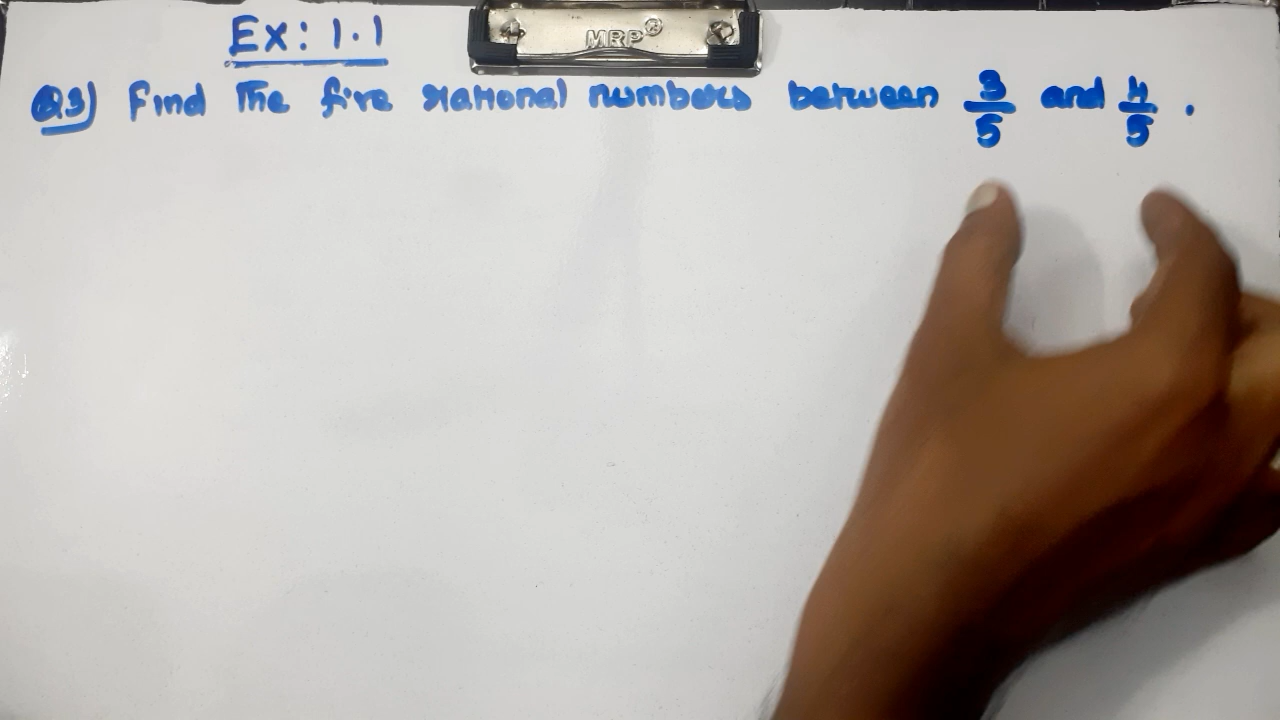 Ex: 1.1
MRP®
Q3) Find The five rational numbers between 3/5 and 4/5 .